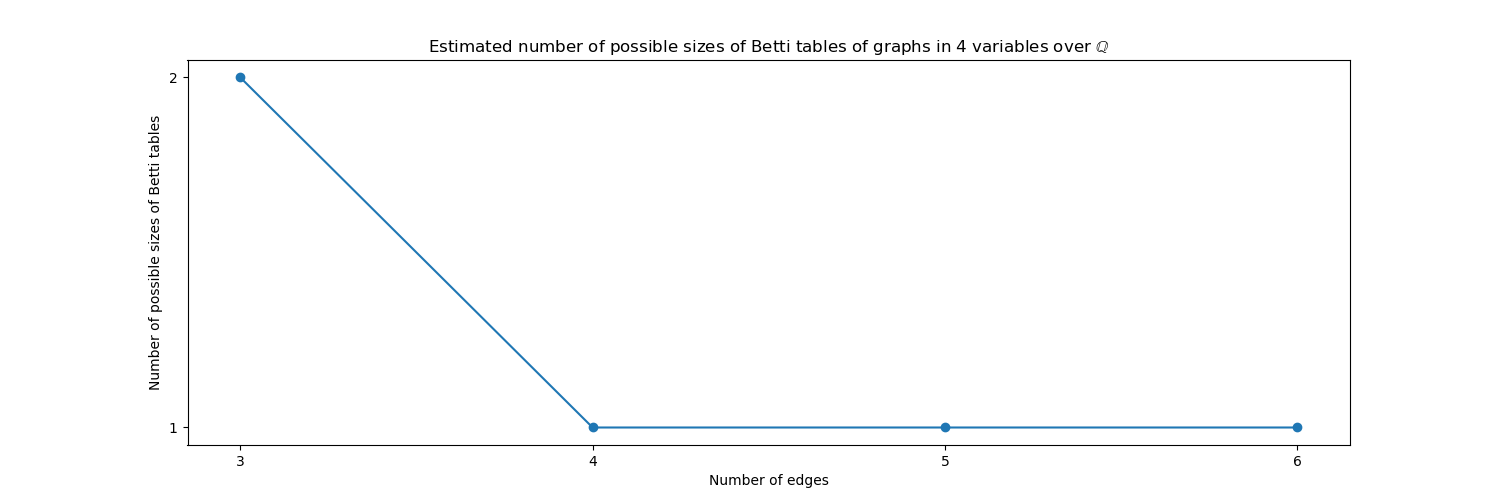 Estimated number of possible sizes of Betti tables of graphs in 4 variables over ℚ
Number of possible sizes of Betti tables
2
1
3 4 5 6
Number of edges